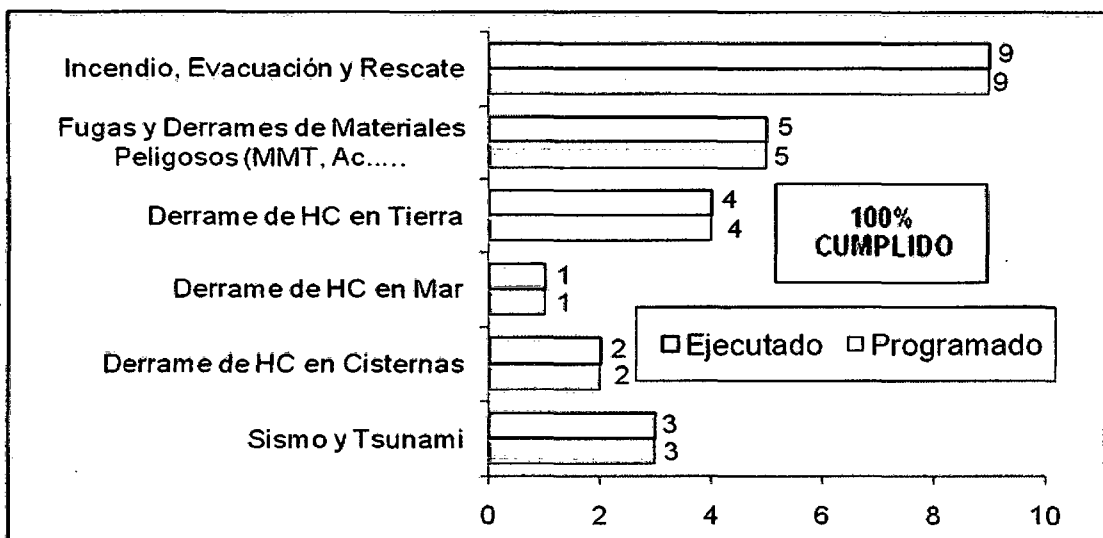 Incendio, Evacuación y Rescate
9
9
Fugas y Derrames de Materiales
Peligosos (MMT, Ac.....
5
5
Derrame de HC en Tierra
4
4
100%
CUMPLIDO
Derrame de HC en Mar
1
1
Ejecutado Programado
Derrame de HC en Cisternas
2
2
Sismo y Tsunami
3
3
0 2 4 6 8 10